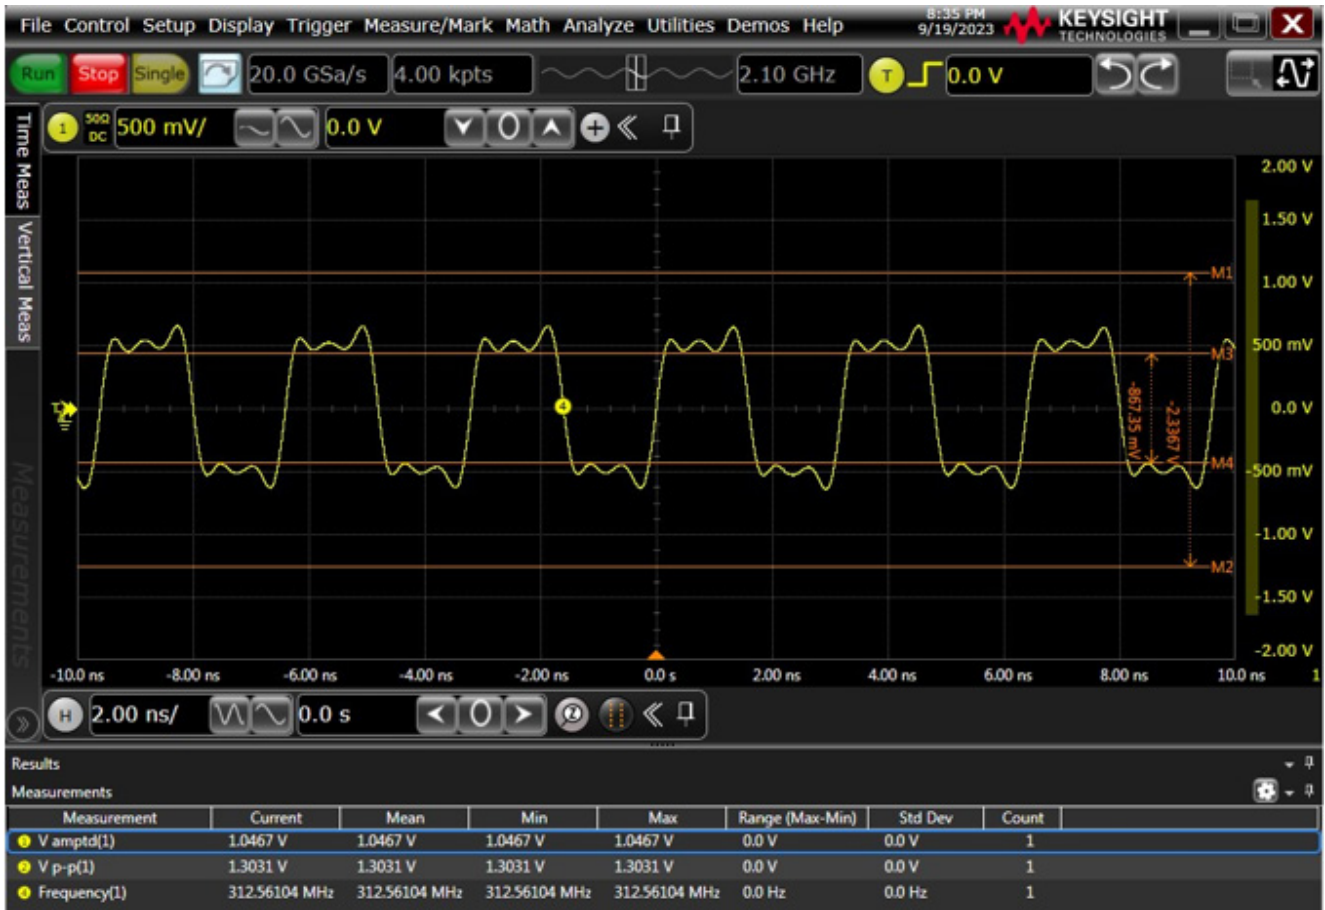 File Control Setup Display Trigger Measure/Mark Math Analyze Utilities Demos Help
8:35 PM
9/19/2023
KEYSIGHT
TECHNOLOGIES
X
Run Stop Single 20.0 GSa/s 4.00 kpts 2.10 GHz T 0.0 V
Time Meas
Vertical Meas
Measurements
1 50Ω DC 500 mV/ 0.0 V 0 +
2.00 V
1.50 V
M1
1.00 V
500 mV
M3
T
4
0.0 V
-867.35 mV
-2.3367 V
M4
-500 mV
-1.00 V
M2
-1.50 V
-2.00 V
-10.0 ns -8.00 ns -6.00 ns -4.00 ns -2.00 ns 0.0 s 2.00 ns 4.00 ns 6.00 ns 8.00 ns 10.0 ns 1
H 2.00 ns/ 0.0 s 0
Results
Measurements
Measurement Current Mean Min Max Range (Max-Min) Std Dev Count
1 V amptd(1) 1.0467 V 1.0467 V 1.0467 V 1.0467 V 0.0 V 0.0 V 1
2 V p-p(1) 1.3031 V 1.3031 V 1.3031 V 1.3031 V 0.0 V 0.0 V 1
4 Frequency(1) 312.56104 MHz 312.56104 MHz 312.56104 MHz 312.56104 MHz 0.0 Hz 0.0 Hz 1